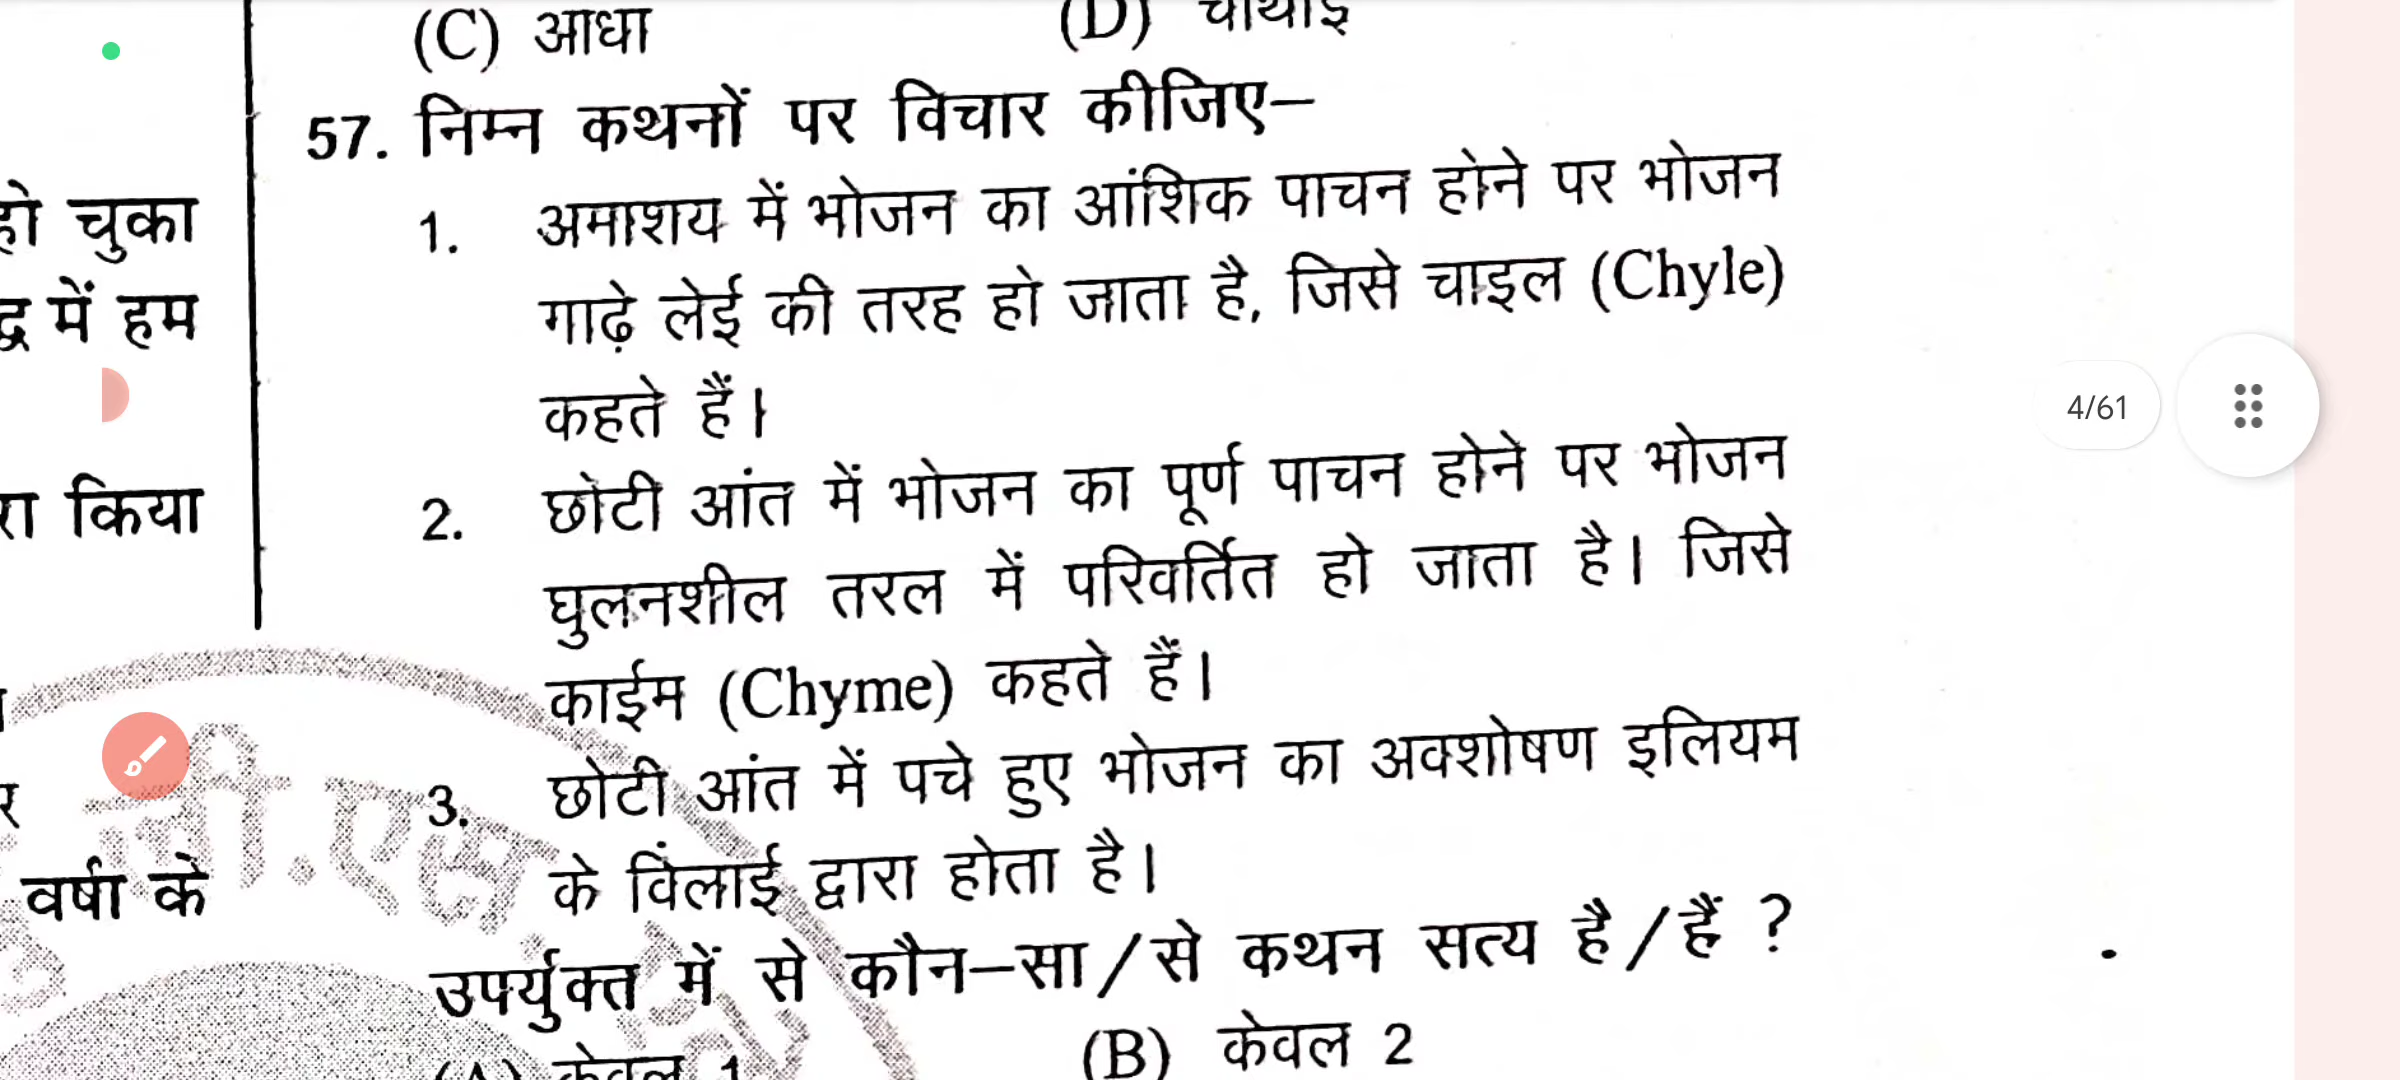 (C) आधा
(D) चौथाई
57. निम्न कथनों पर विचार कीजिए–
1. अमाशय में भोजन का आंशिक पाचन होने पर भोजन
गाढ़े लेई की तरह हो जाता है, जिसे चाइल (Chyle)
कहते हैं।
2. छोटी आंत में भोजन का पूर्ण पाचन होने पर भोजन
घुलनशील तरल में परिवर्तित हो जाता है। जिसे
काईम (Chyme) कहते हैं।
3. छोटी आंत में पचे हुए भोजन का अवशोषण इलियम
के विंलाई द्वारा होता है।
उपर्युक्त में से कौन–सा/से कथन सत्य है/हैं ?
(A) केवल 1
(B) केवल 2
हो चुका
में हम
किया
वर्षा के
4/61